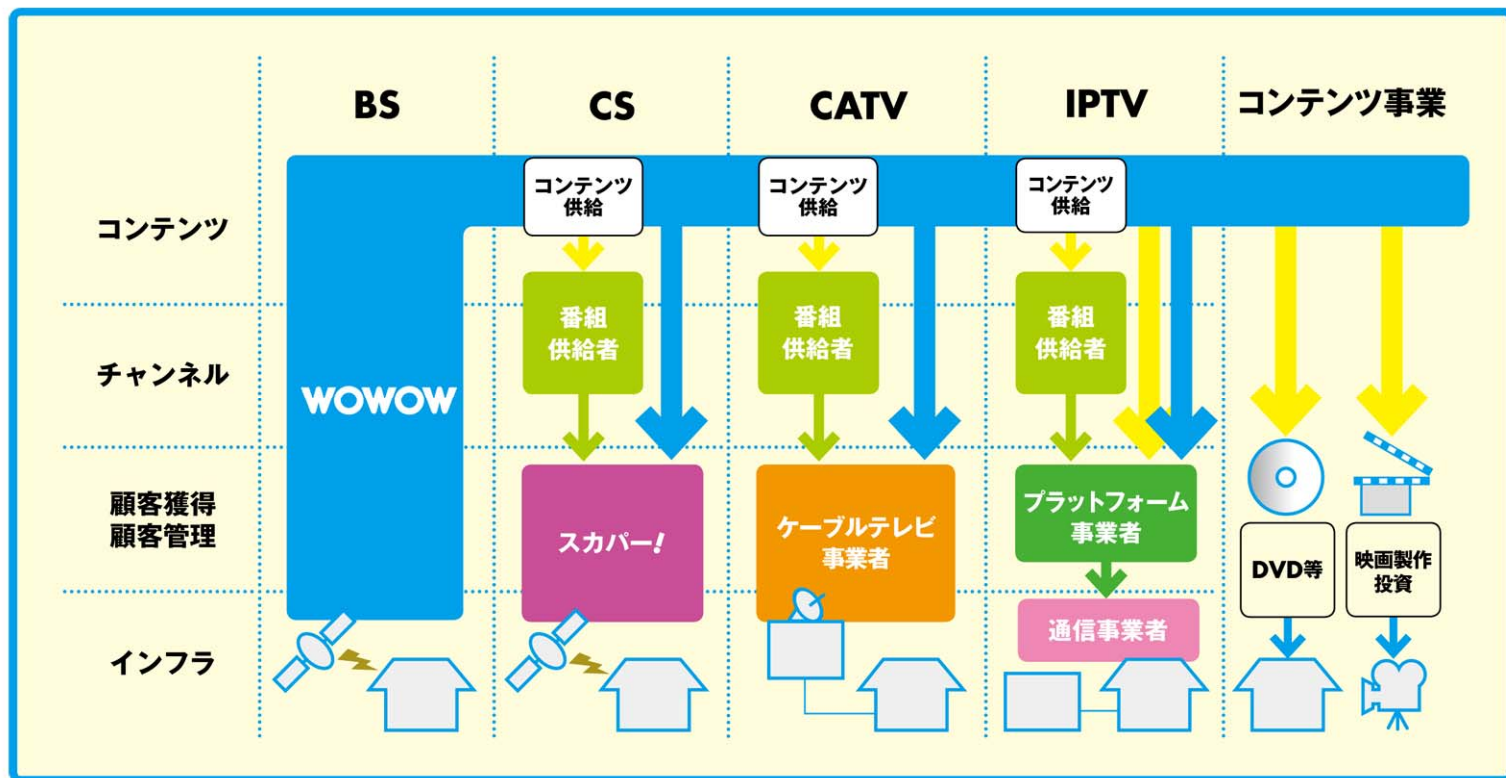 BS
CS
CATV
IPTV
コンテンツ事業
コンテンツ
コンテンツ
供給
コンテンツ
供給
コンテンツ
供給
チャンネル
WOWOW
番組
供給者
番組
供給者
番組
供給者
顧客獲得
顧客管理
スカパー!
ケーブルテレビ
事業者
プラットフォーム
事業者
DVD等
映画製作
投資
インフラ
通信事業者